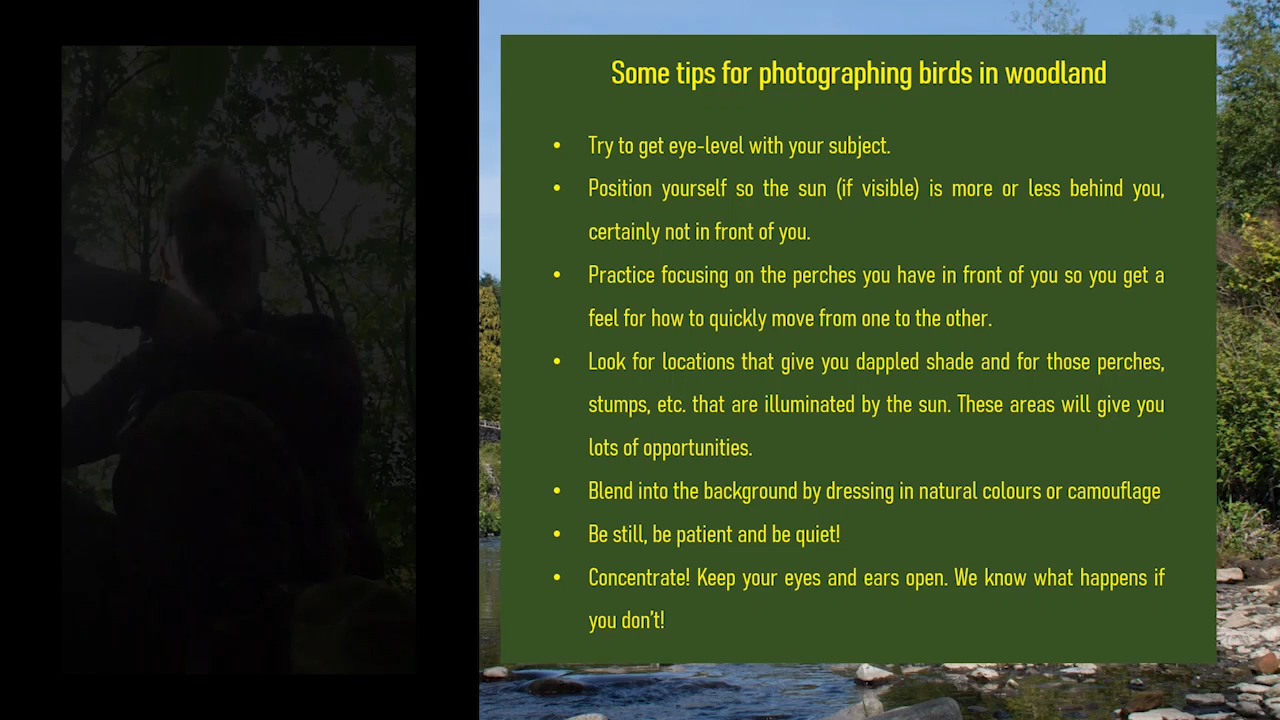 Some tips for photographing birds in woodland
• Try to get eye-level with your subject.
• Position yourself so the sun (if visible) is more or less behind you,
certainly not in front of you.
• Practice focusing on the perches you have in front of you so you get a
feel for how to quickly move from one to the other.
• Look for locations that give you dappled shade and for those perches,
stumps, etc. that are illuminated by the sun. These areas will give you
lots of opportunities.
• Blend into the background by dressing in natural colours or camouflage
• Be still, be patient and be quiet!
• Concentrate! Keep your eyes and ears open. We know what happens if
you don’t!